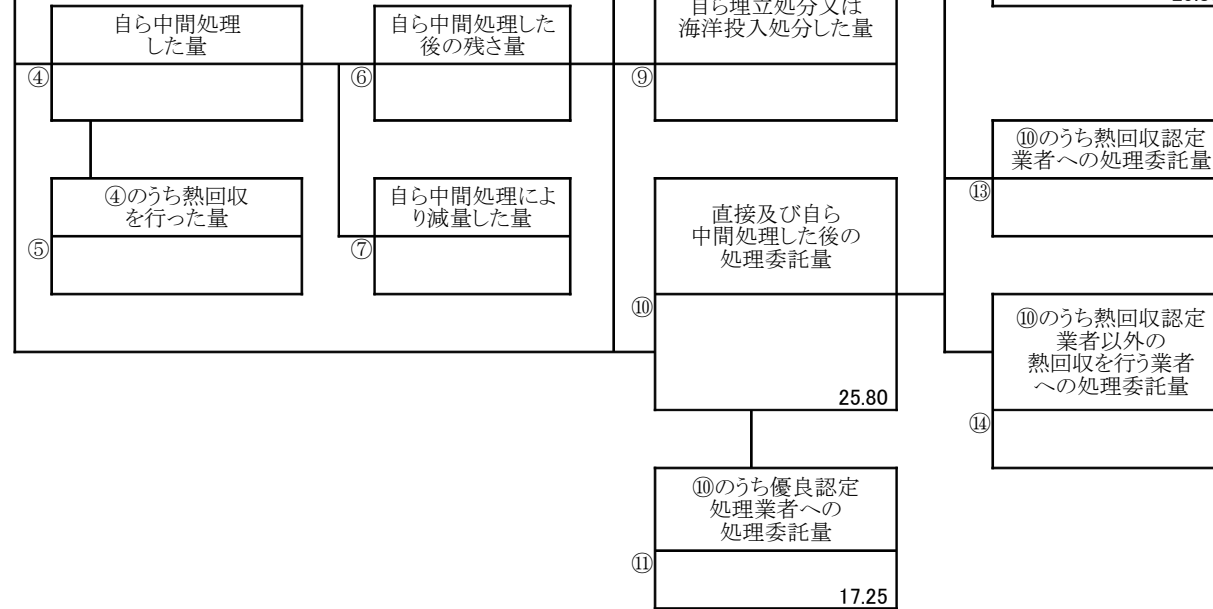 自ら中間処理
した量
④
自ら中間処理した
後の残さ量
⑥
自ら埋立処分又は
海洋投入処分した量
⑨
⑩のうち熱回収認定
業者への処理委託量
⑬
④のうち熱回収
を行った量
⑤
自ら中間処理によ
り減量した量
⑦
直接及び自ら
中間処理した後の
処理委託量
⑩
25.80
⑩のうち熱回収認定
業者以外の
熱回収を行う業者
への処理委託量
⑭
⑩のうち優良認定
処理業者への
処理委託量
⑪
17.25